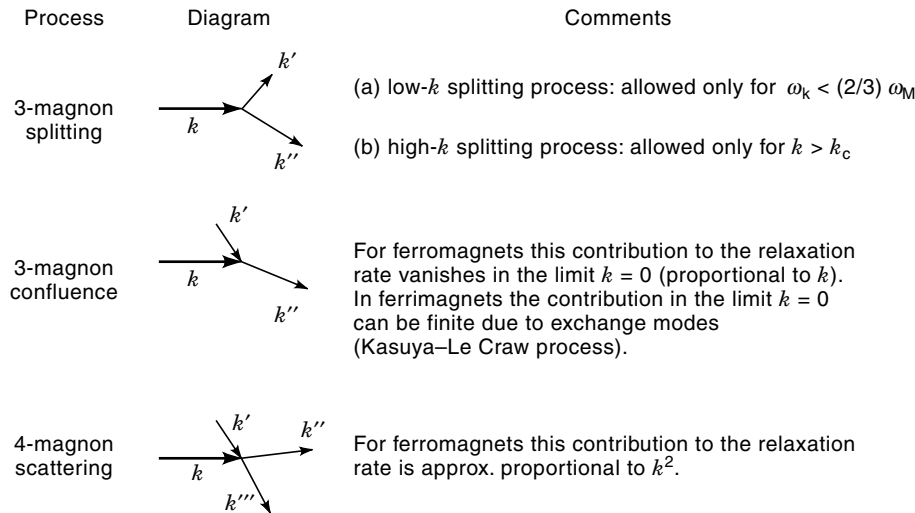 Process Diagram Comments
k′
3-magnon
splitting
k
k′′
(a) low-k splitting process: allowed only for ωk < (2/3) ωM
(b) high-k splitting process: allowed only for k > kc
k′
3-magnon
confluence
k
k′′
For ferromagnets this contribution to the relaxation
rate vanishes in the limit k = 0 (proportional to k).
In ferrimagnets the contribution in the limit k = 0
can be finite due to exchange modes
(Kasuya–Le Craw process).
k′
k′′
4-magnon
scattering
k
k′′′
For ferromagnets this contribution to the relaxation
rate is approx. proportional to k².